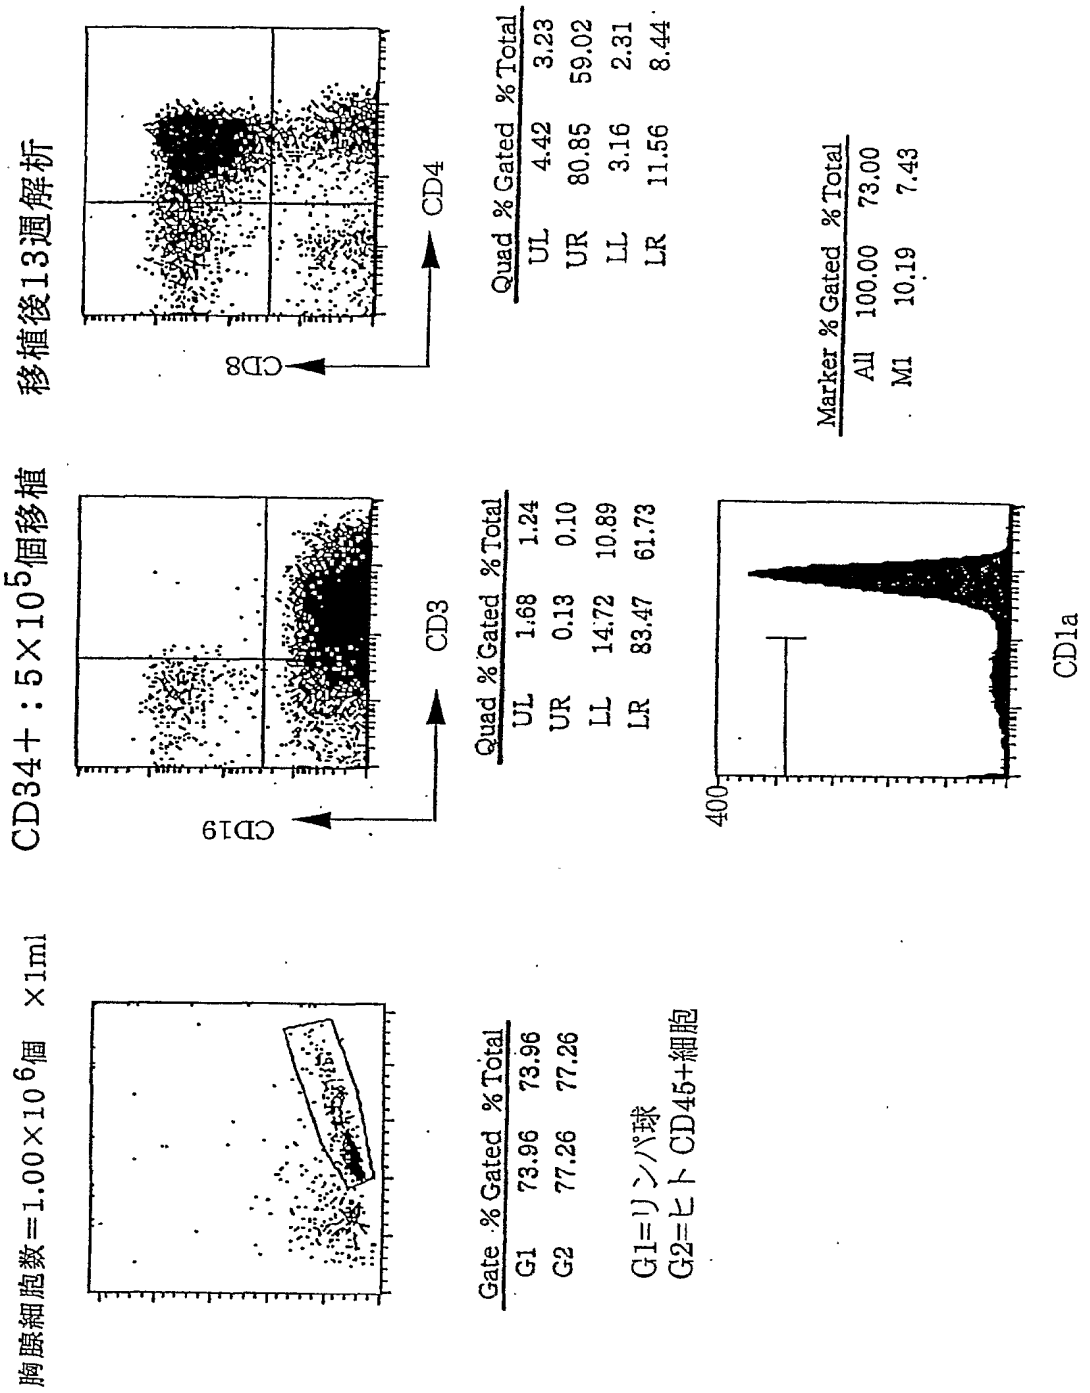 胸腺細胞数=1.00×10⁶個 ×1ml
CD34+:5×10⁵個移植 移植後13週解析
Gate % Gated % Total
G1 73.96 73.96
G2 77.26 77.26
G1=リンパ球
G2=ヒト CD45+細胞
CD19
CD3
Quad % Gated % Total
UL 1.68 1.24
UR 0.13 0.10
LL 14.72 10.89
LR 83.47 61.73
CD8
CD4
Quad % Gated % Total
UL 4.42 3.23
UR 80.85 59.02
LL 3.16 2.31
LR 11.56 8.44
400
CD1a
Marker % Gated % Total
All 100.00 73.00
M1 10.19 7.43